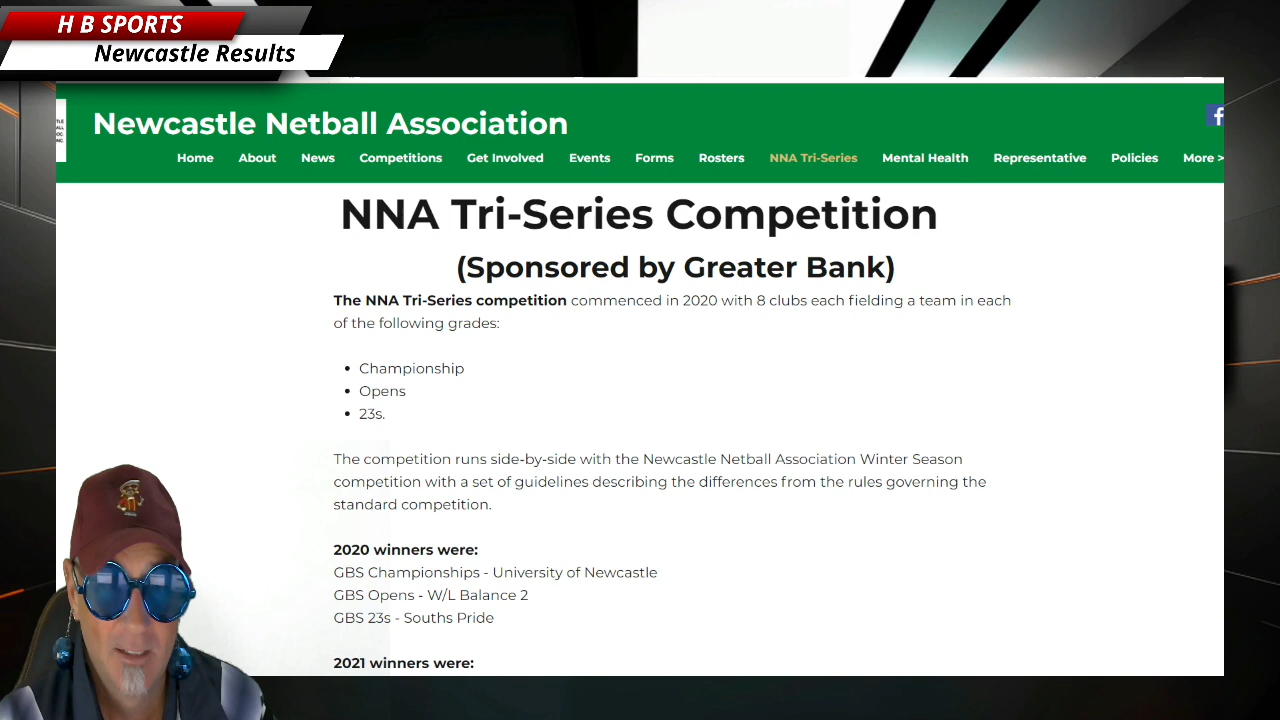 H B SPORTS
Newcastle Results
Newcastle Netball Association
Home About News Competitions Get Involved Events Forms Rosters NNA Tri-Series Mental Health Representative Policies More >
NNA Tri-Series Competition
(Sponsored by Greater Bank)
The NNA Tri-Series competition commenced in 2020 with 8 clubs each fielding a team in each
of the following grades:
• Championship
• Opens
• 23s.
The competition runs side-by-side with the Newcastle Netball Association Winter Season
competition with a set of guidelines describing the differences from the rules governing the
standard competition.
2020 winners were:
GBS Championships - University of Newcastle
GBS Opens - W/L Balance 2
GBS 23s - Souths Pride
2021 winners were: